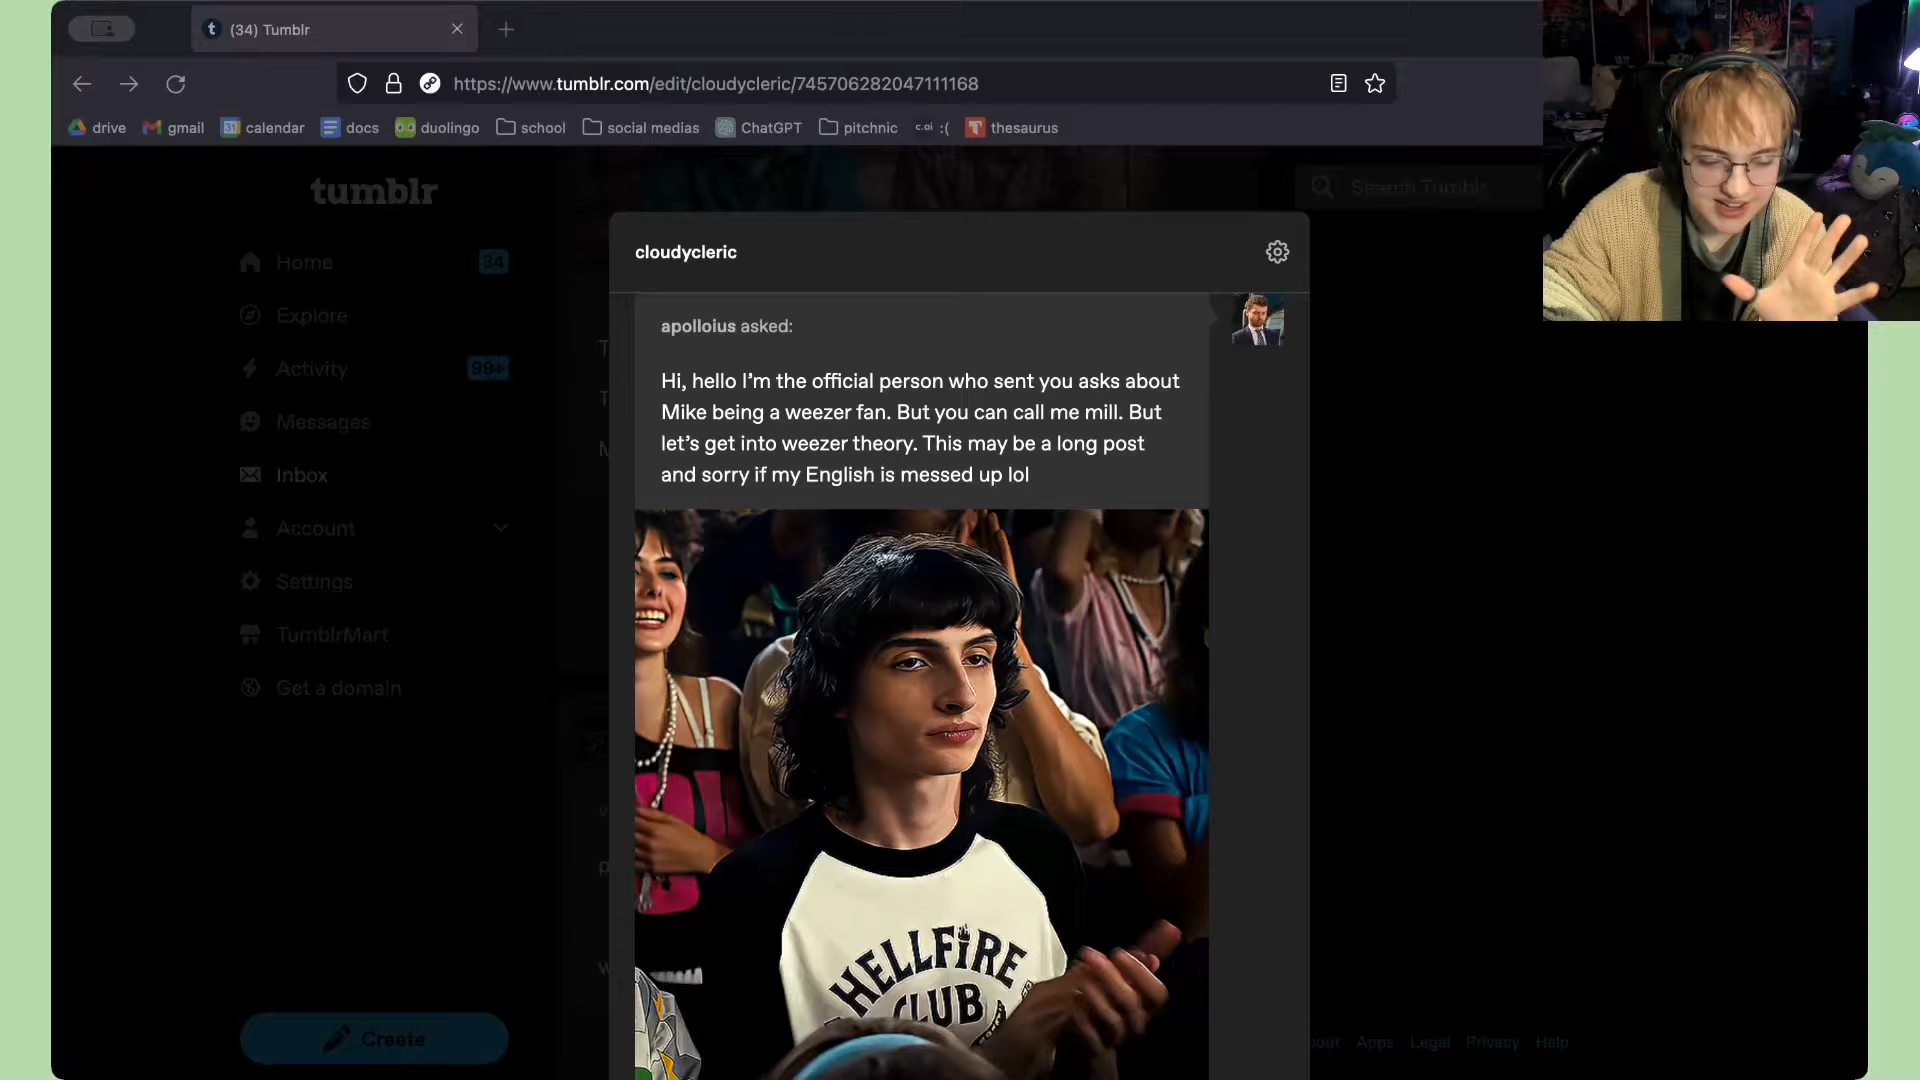 (34) Tumblr
https://www.tumblr.com/edit/cloudycleric/745706282047111168
drive gmail calendar docs duolingo school social medias ChatGPT pitchnic c.ai :( thesaurus
tumblr
Search Tumblr
Home 34
Explore
Activity 99+
Messages
Inbox
Account
Settings
TumblrMart
Get a domain
Create
cloudycleric
apolloius asked:
Hi, hello I’m the official person who sent you asks about
Mike being a weezer fan. But you can call me mill. But
let’s get into weezer theory. This may be a long post
and sorry if my English is messed up lol
HELLFIRE
CLUB
Apps Legal Privacy Help